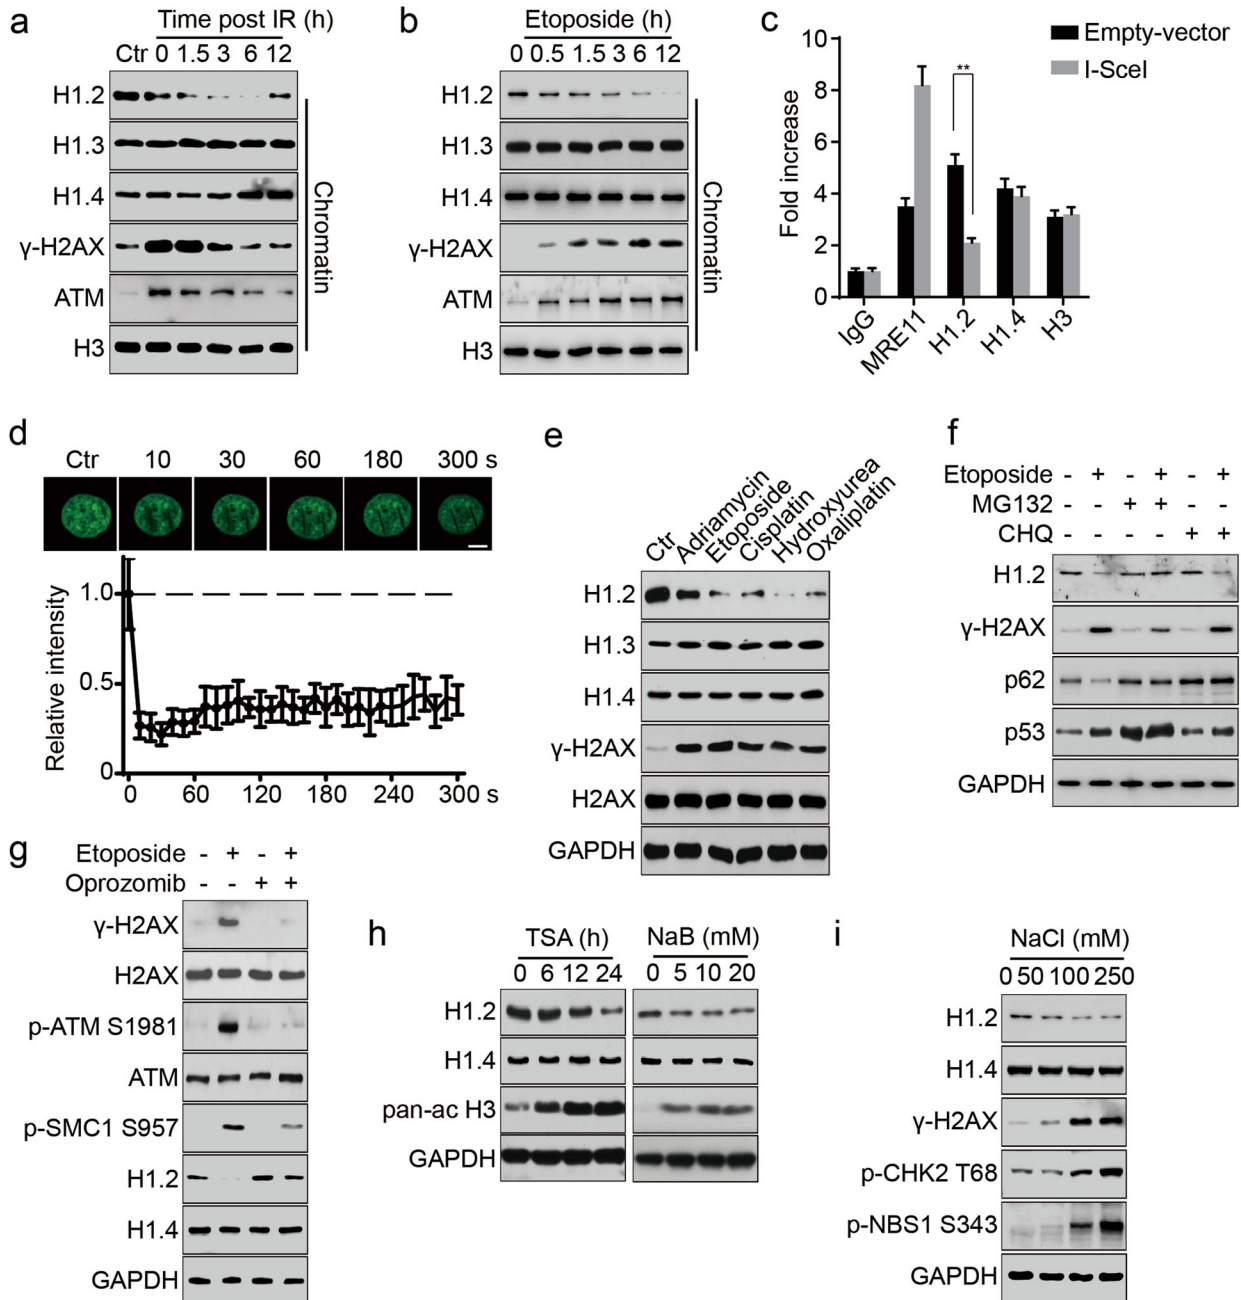 a
Time post IR (h)
Ctr 0 1.5 3 6 12
H1.2
H1.3
H1.4
γ-H2AX
ATM
H3
Chromatin
b
Etoposide (h)
0 0.5 1.5 3 6 12
H1.2
H1.3
H1.4
γ-H2AX
ATM
H3
Chromatin
c
Empty-vector
I-SceI
**
Fold increase
10
8
6
4
2
0
IgG
MRE11
H1.2
H1.4
H3
d
Ctr 10 30 60 180 300 s
Relative intensity
1.0
0.5
0
0 60 120 180 240 300 s
e
Ctr
Adriamycin
Etoposide
Cisplatin
Hydroxyurea
Oxaliplatin
H1.2
H1.3
H1.4
γ-H2AX
H2AX
GAPDH
f
Etoposide - + - + - +
MG132 - - + + - -
CHQ - - - - + +
H1.2
γ-H2AX
p62
p53
GAPDH
g
Etoposide - + - +
Oprozomib - - + +
γ-H2AX
H2AX
p-ATM S1981
ATM
p-SMC1 S957
H1.2
H1.4
GAPDH
h
TSA (h) NaB (mM)
0 6 12 24 0 5 10 20
H1.2
H1.4
pan-ac H3
GAPDH
i
NaCl (mM)
0 50 100 250
H1.2
H1.4
γ-H2AX
p-CHK2 T68
p-NBS1 S343
GAPDH